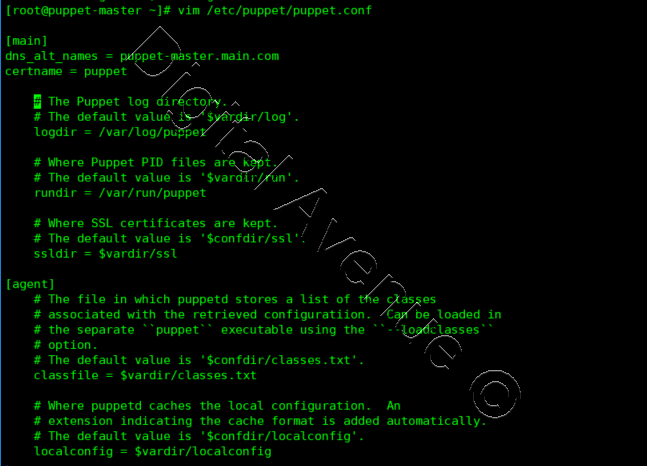 [root@puppet-master ~]# vim /etc/puppet/puppet.conf
[main]
dns_alt_names = puppet-master.main.com
certname = puppet
# The Puppet log directory.
# The default value is '$vardir/log'.
logdir = /var/log/puppet
# Where Puppet PID files are kept.
# The default value is '$vardir/run'.
rundir = /var/run/puppet
# Where SSL certificates are kept.
# The default value is '$confdir/ssl'.
ssldir = $vardir/ssl
[agent]
# The file in which puppetd stores a list of the classes
# associated with the retrieved configuratiion.  Can be loaded in
# the separate ``puppet`` executable using the ``--loadclasses``
# option.
# The default value is '$confdir/classes.txt'.
classfile = $vardir/classes.txt
# Where puppetd caches the local configuration.  An
# extension indicating the cache format is added automatically.
# The default value is '$confdir/localconfig'.
localconfig = $vardir/localconfig